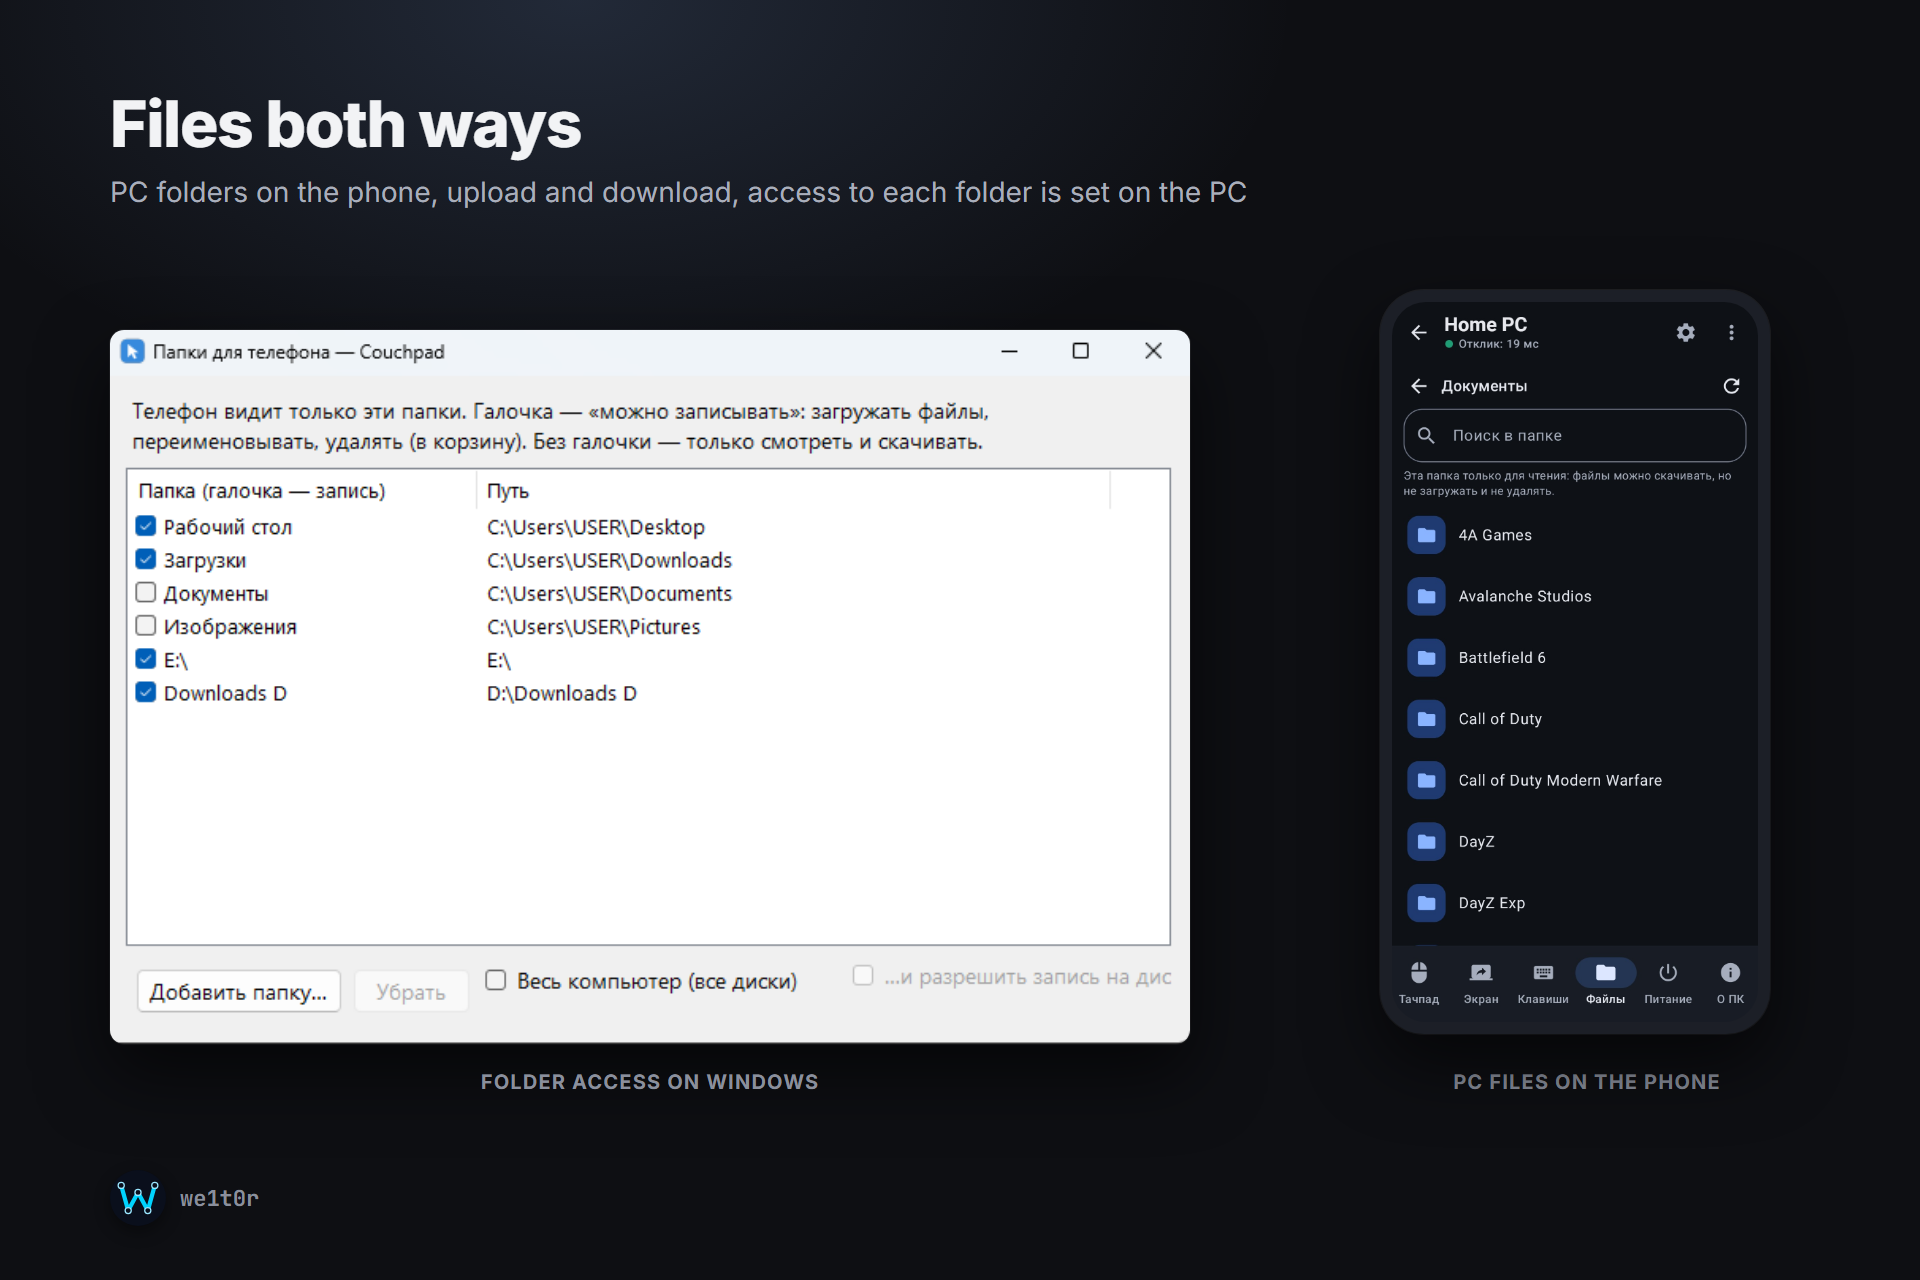 Files both ways
PC folders on the phone, upload and download, access to each folder is set on the PC
Папки для телефона — Couchpad
Телефон видит только эти папки. Галочка — «можно записывать»: загружать файлы,
переименовывать, удалять (в корзину). Без галочки — только смотреть и скачивать.
Папка (галочка — запись) Путь
Рабочий стол C:\Users\USER\Desktop
Загрузки C:\Users\USER\Downloads
Документы C:\Users\USER\Documents
Изображения C:\Users\USER\Pictures
E:\ E:\
Downloads D D:\Downloads D
Добавить папку... Убрать Весь компьютер (все диски) ...и разрешить запись на дис
FOLDER ACCESS ON WINDOWS
Home PC
Отклик: 19 мс
Документы
Поиск в папке
Эта папка только для чтения: файлы можно скачивать, но
не загружать и не удалять.
4A Games
Avalanche Studios
Battlefield 6
Call of Duty
Call of Duty Modern Warfare
DayZ
DayZ Exp
Тачпад Экран Клавиши Файлы Питание О ПК
PC FILES ON THE PHONE
we1t0r